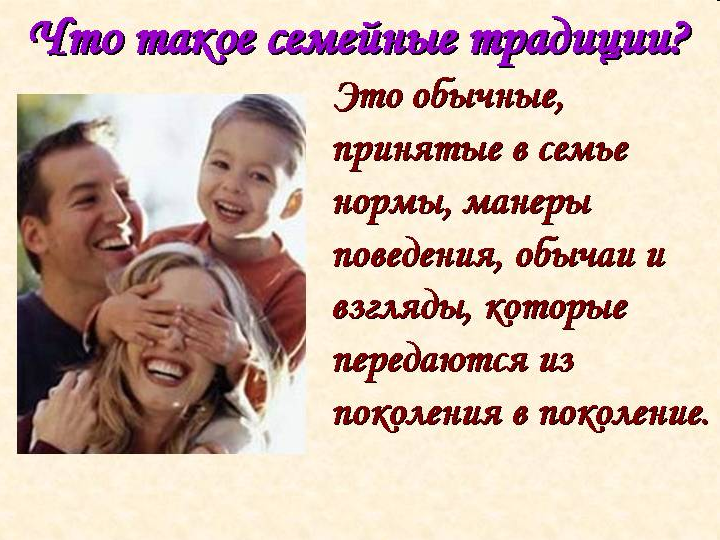 Что такое семейные традиции?
Это обычные,
принятые в семье
нормы, манеры
поведения, обычаи и
взгляды, которые
передаются из
поколения в поколение.